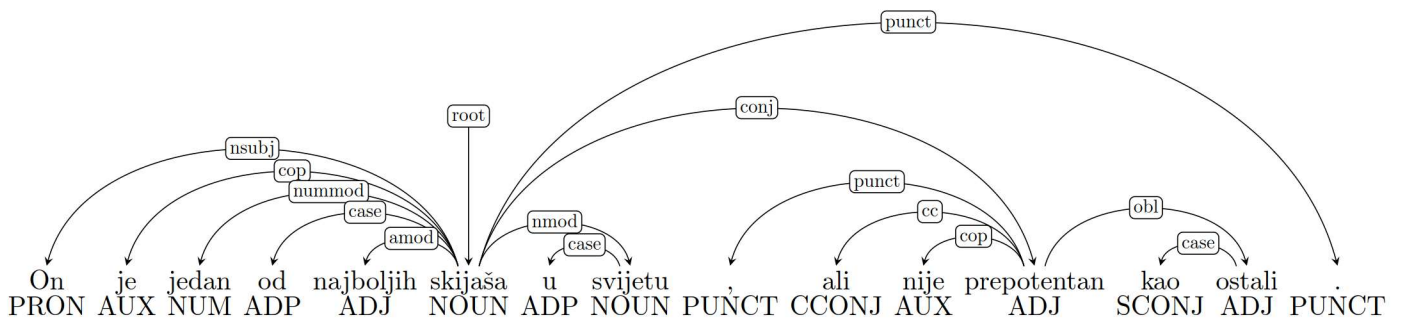 punct
conj
root
nsubj
cop
nummod
case
amod
nmod
case
punct
cc
cop
obl
case
On je jedan od najboljih skijaša u svijetu , ali nije prepotentan kao ostali .
PRON AUX NUM ADP ADJ NOUN ADP NOUN PUNCT CCONJ AUX ADJ SCONJ ADJ PUNCT